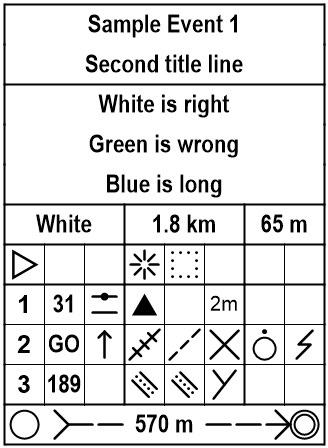 Sample Event 1
Second title line
White is right
Green is wrong
Blue is long
White 1.8 km 65 m
1 31 2m
2 GO
3 189
570 m